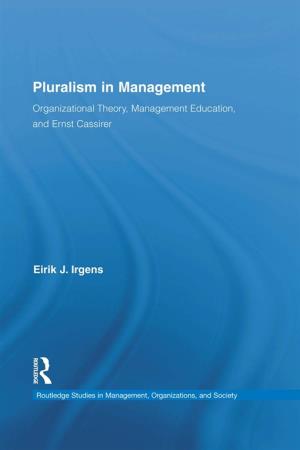 Pluralism in Management
Organizational Theory, Management Education,
and Ernst Cassirer
Eirik J. Irgens
ROUTLEDGE
Routledge Studies in Management, Organizations, and Society